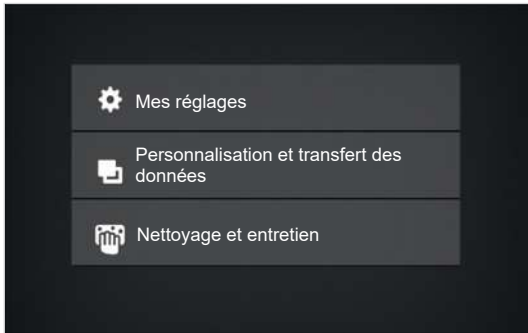 Mes réglages
Personnalisation et transfert des
données
Nettoyage et entretien